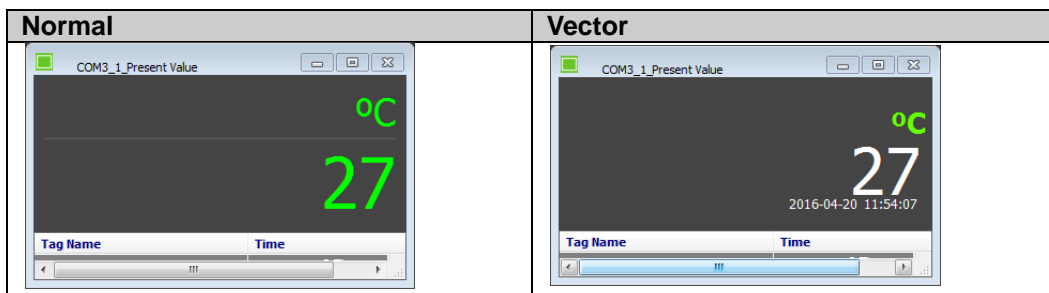 Normal
Vector
COM3_1_Present Value
ºC
27
Tag Name Time
COM3_1_Present Value
ºC
27
2016-04-20 11:54:07
Tag Name Time